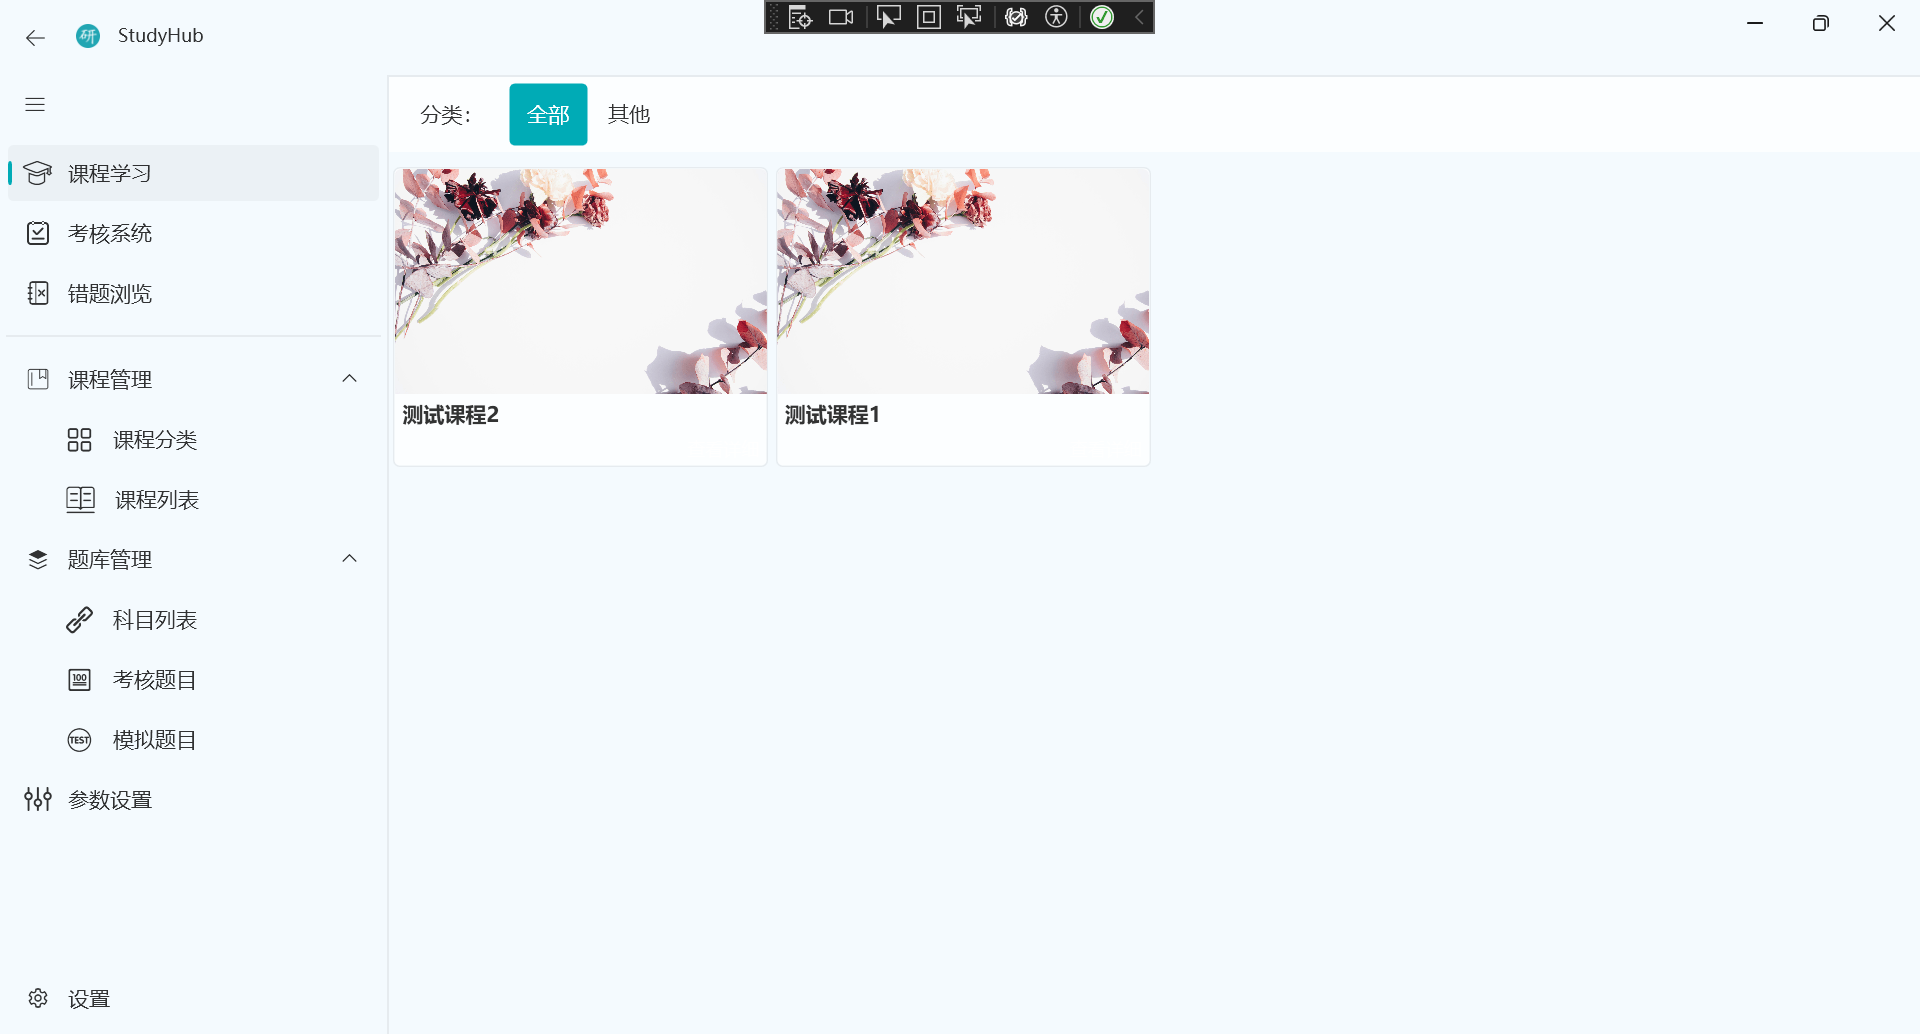 研 StudyHub
分类： 全部 其他
课程学习
考核系统
错题浏览
课程管理
课程分类
课程列表
题库管理
科目列表
100 考核题目
TEST 模拟题目
参数设置
设置
测试课程2
测试课程1